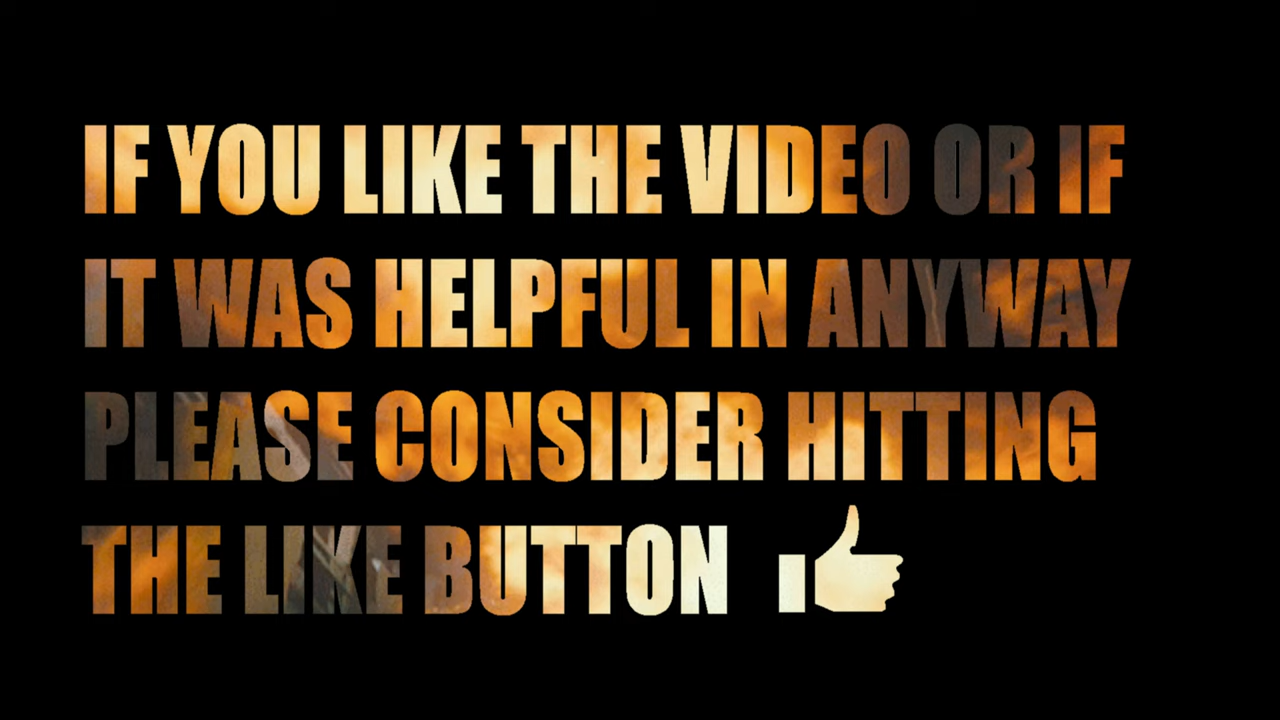 IF YOU LIKE THE VIDEO OR IF
IT WAS HELPFUL IN ANYWAY
PLEASE CONSIDER HITTING
THE LIKE BUTTON